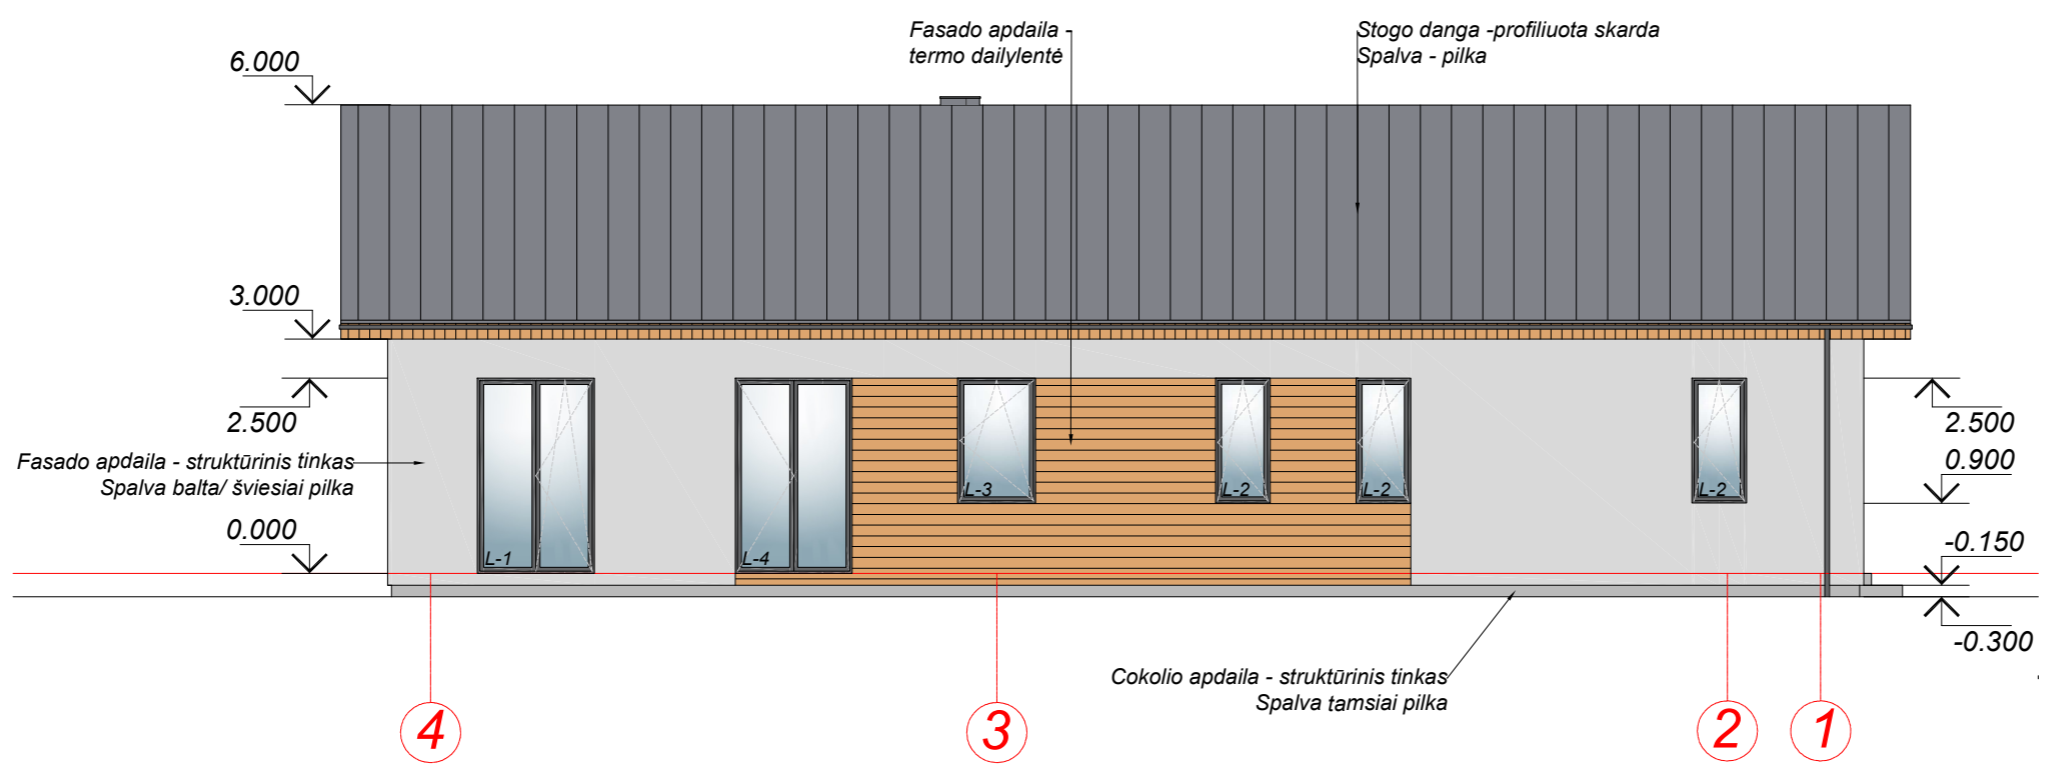 Fasado apdaila -
termo dailylentė
Stogo danga -profiliuota skarda
Spalva - pilka
6.000
3.000
2.500
Fasado apdaila - struktūrinis tinkas
Spalva balta/ šviesiai pilka
0.000
L-1
L-4
L-3
L-2
L-2
L-2
2.500
0.900
-0.150
-0.300
Cokolio apdaila - struktūrinis tinkas
Spalva tamsiai pilka
4
3
2
1